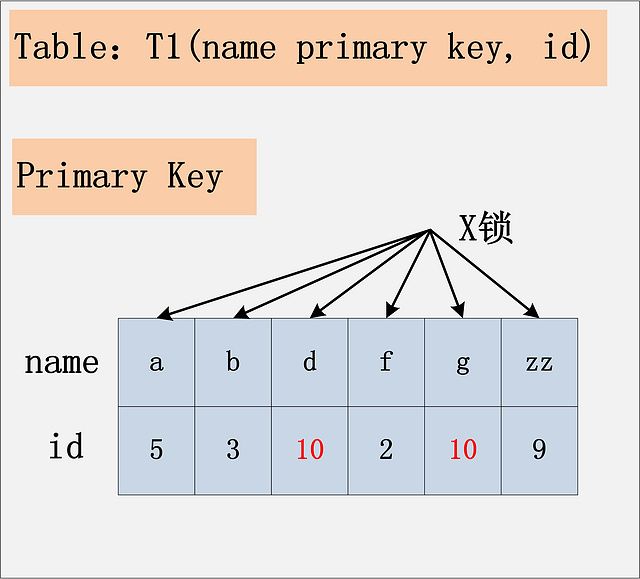 Table：T1(name primary key, id)
Primary Key
X锁
name a b d f g zz
id 5 3 10 2 10 9